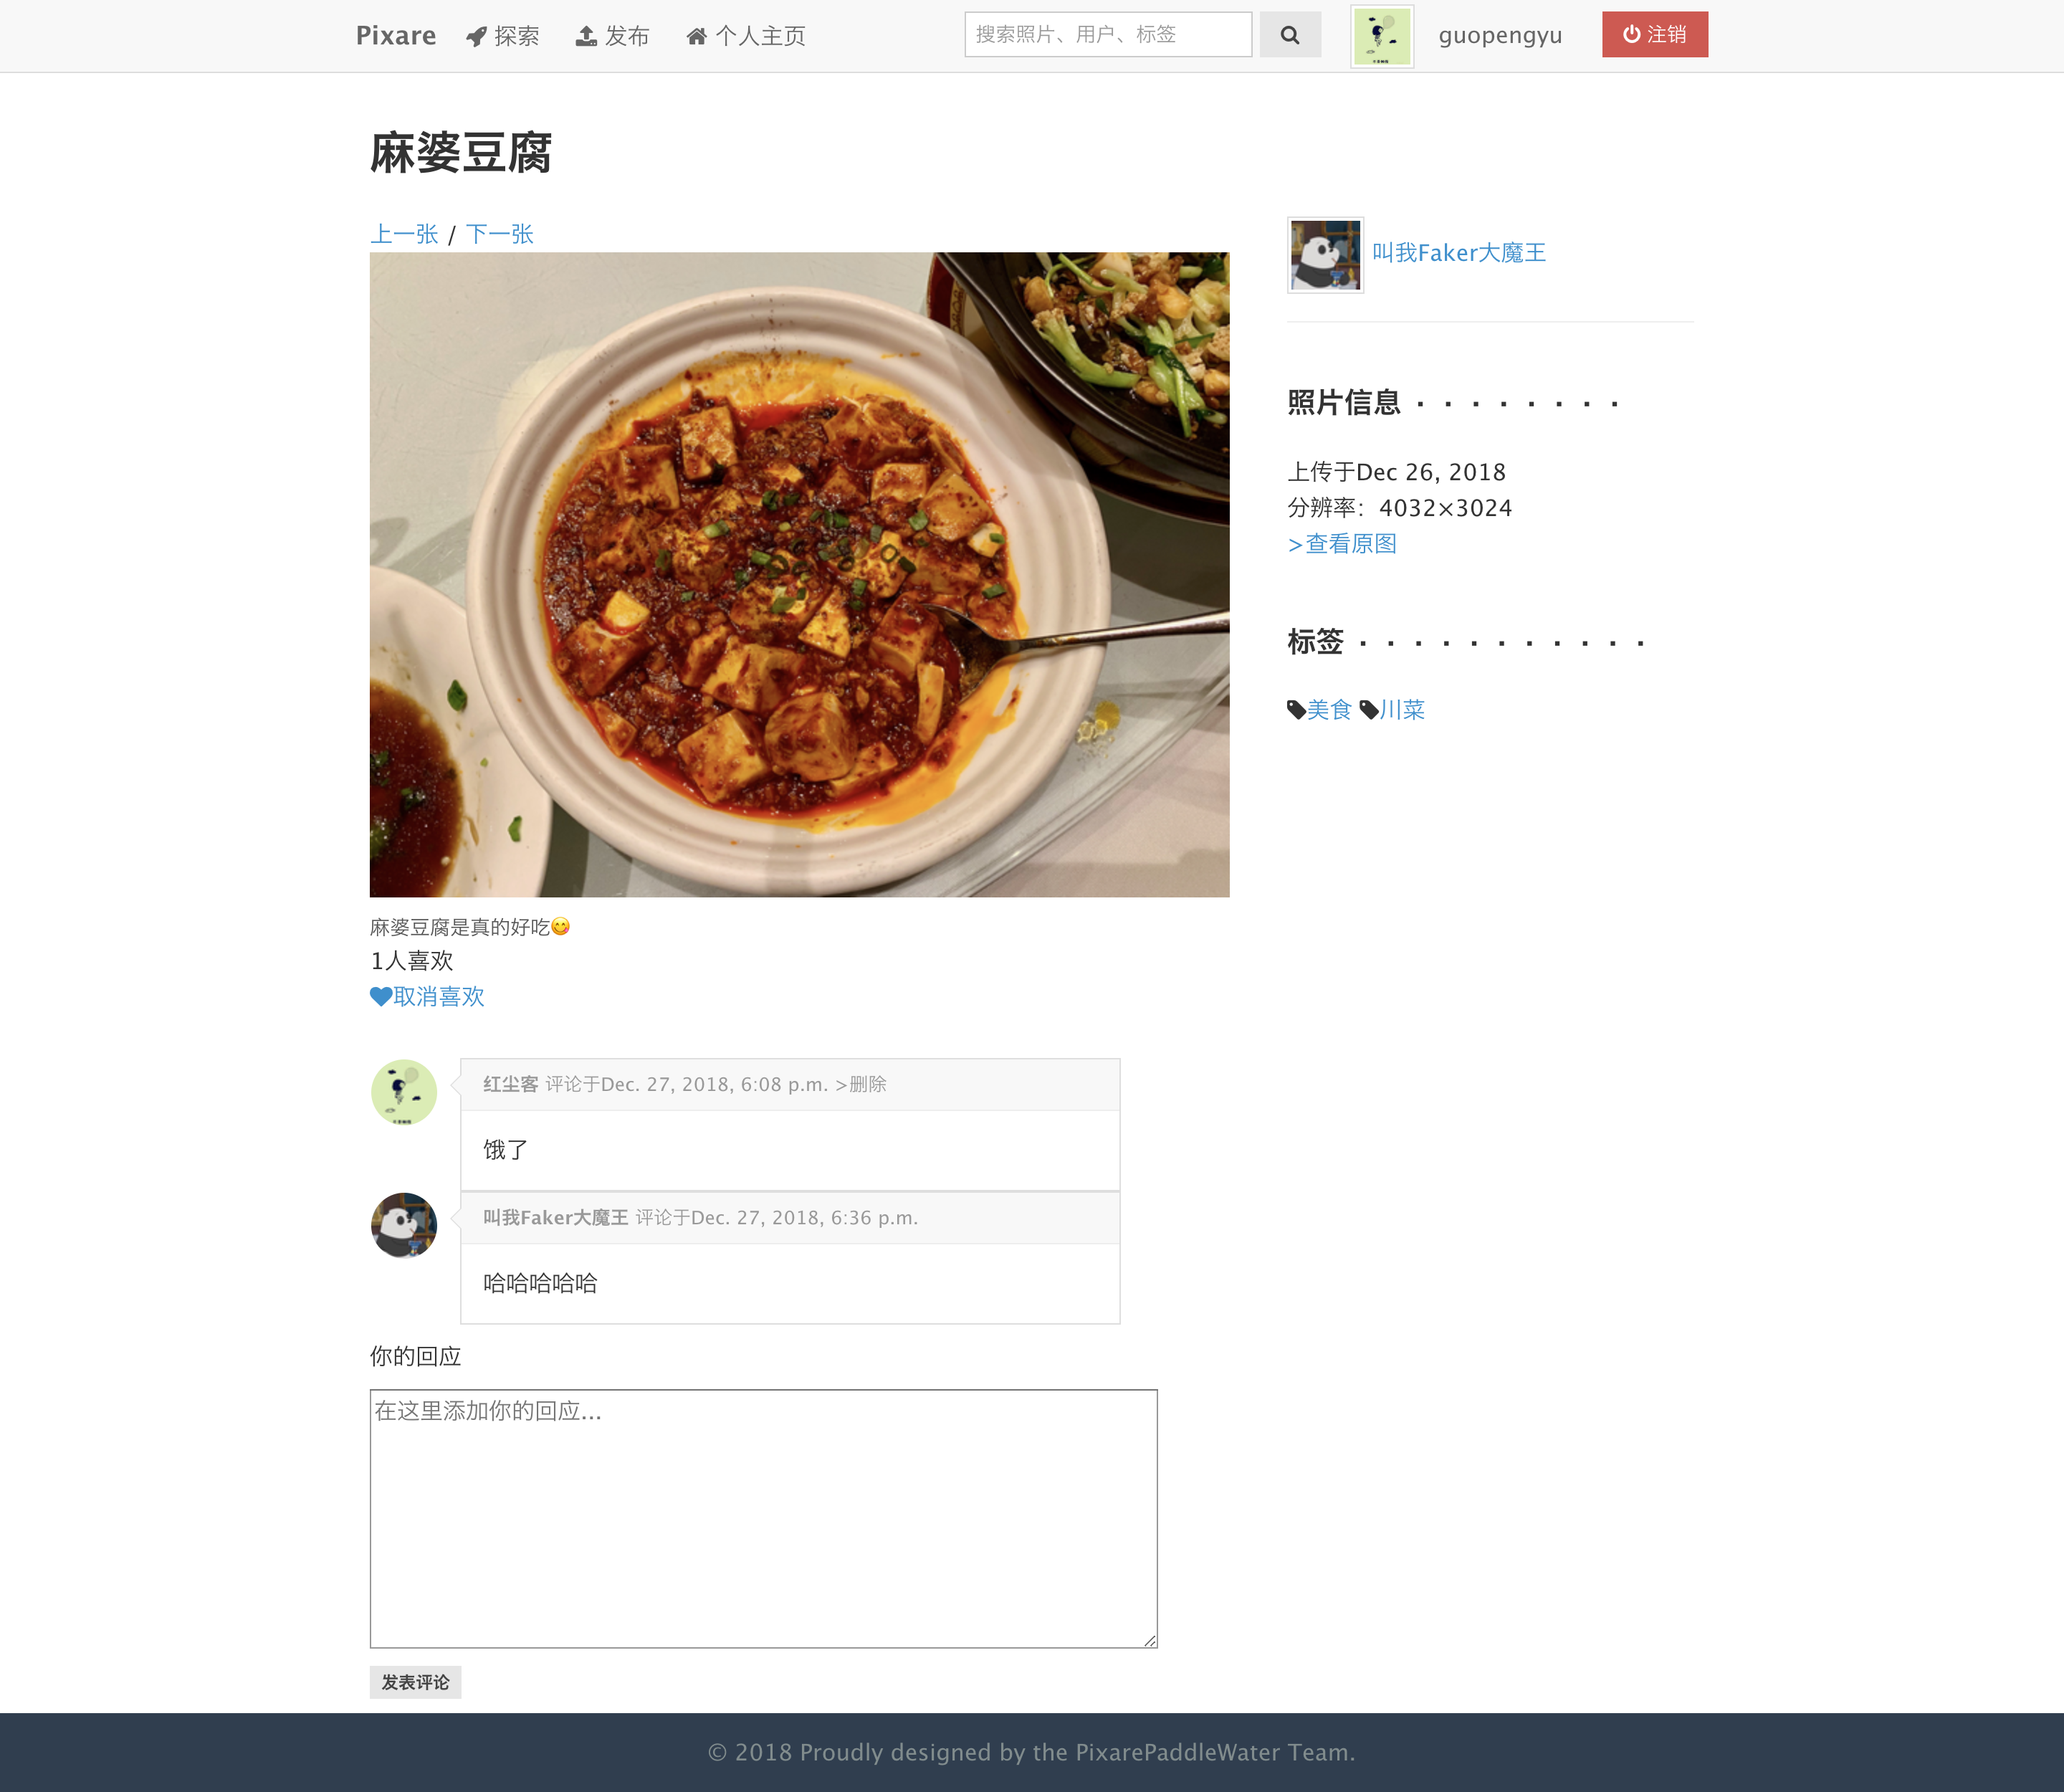 Pixare 探索 发布 个人主页 搜索照片、用户、标签 guopengyu 注销
麻婆豆腐
上一张 / 下一张
叫我Faker大魔王
照片信息 · · · · · · · ·
上传于Dec 26, 2018
分辨率：4032×3024
>查看原图
标签 · · · · · · · · · · ·
美食 川菜
麻婆豆腐是真的好吃😋
1人喜欢
取消喜欢
红尘客 评论于Dec. 27, 2018, 6:08 p.m. >删除
饿了
叫我Faker大魔王 评论于Dec. 27, 2018, 6:36 p.m.
哈哈哈哈哈
你的回应
在这里添加你的回应...
发表评论
© 2018 Proudly designed by the PixarePaddleWater Team.